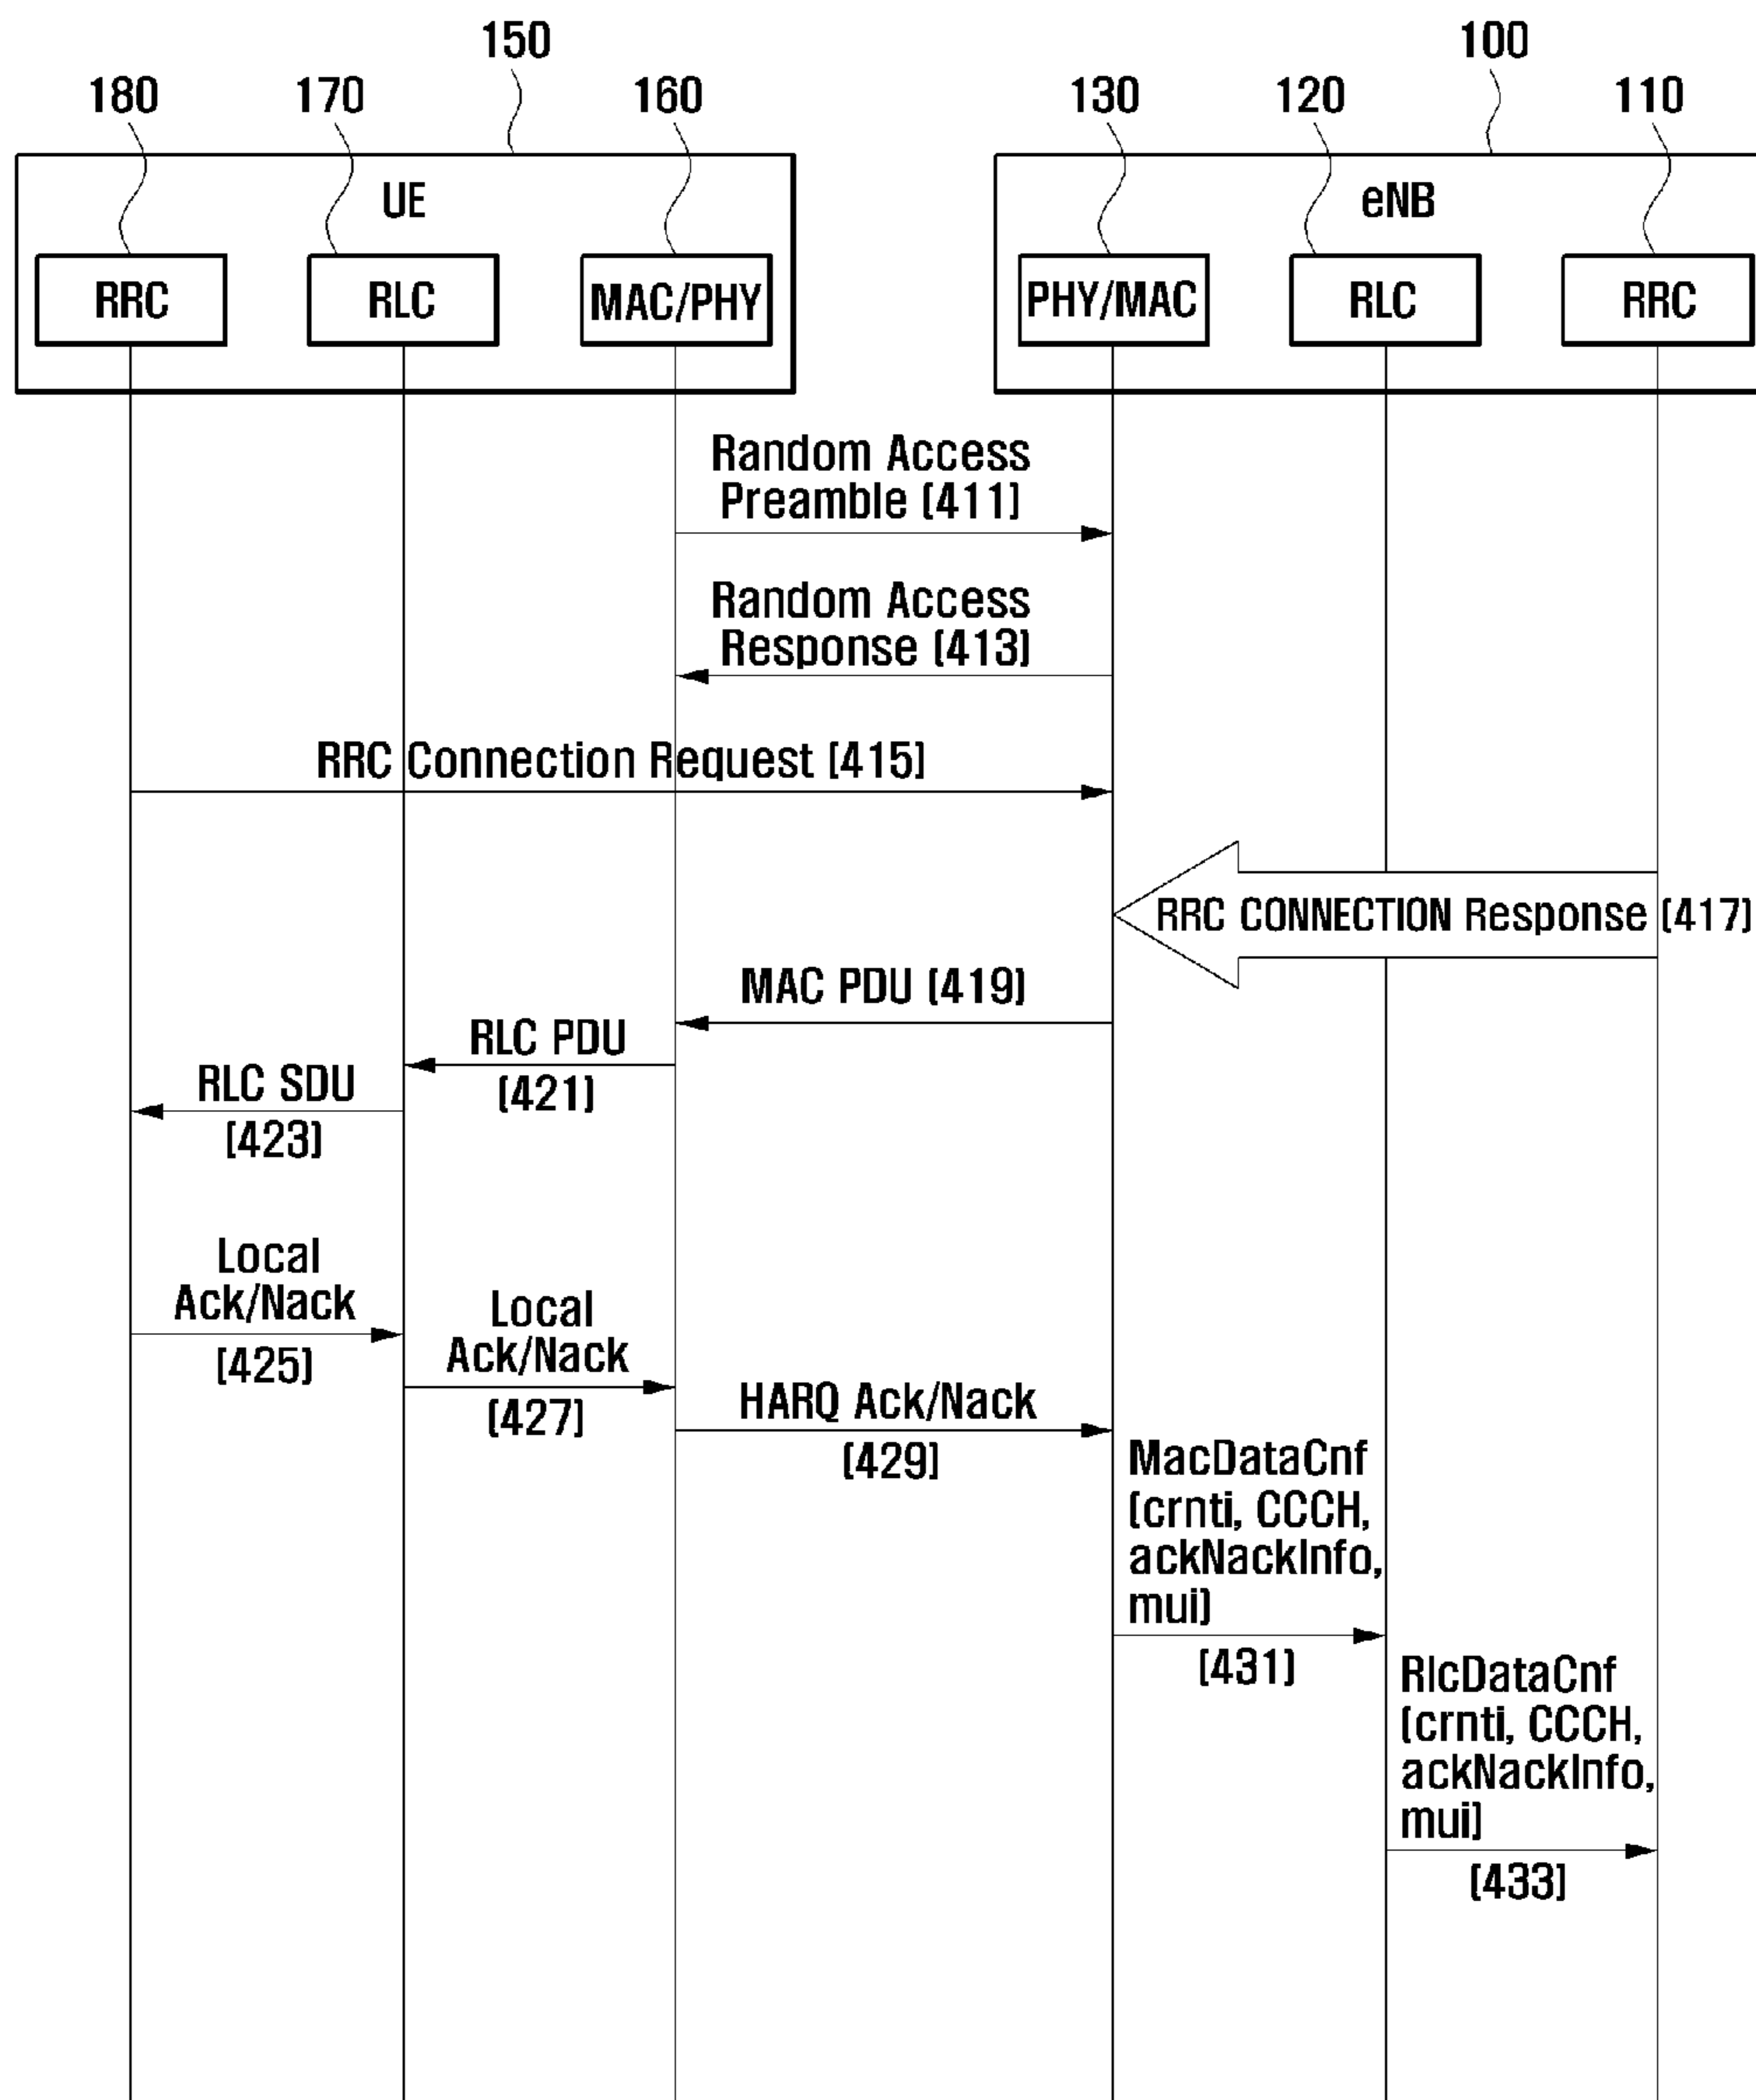 150
100
180
170
160
130
120
110
UE
eNB
RRC
RLC
MAC/PHY
PHY/MAC
RLC
RRC
Random Access
Preamble (411)
Random Access
Response (413)
RRC Connection Request (415)
RRC CONNECTION Response (417)
MAC PDU (419)
RLC PDU
(421)
RLC SDU
(423)
Local
Ack/Nack
(425)
Local
Ack/Nack
(427)
HARQ Ack/Nack
(429)
MacDataCnf
(crnti, CCCH,
ackNackInfo,
mui)
(431)
RlcDataCnf
(crnti, CCCH,
ackNackInfo,
mui)
(433)